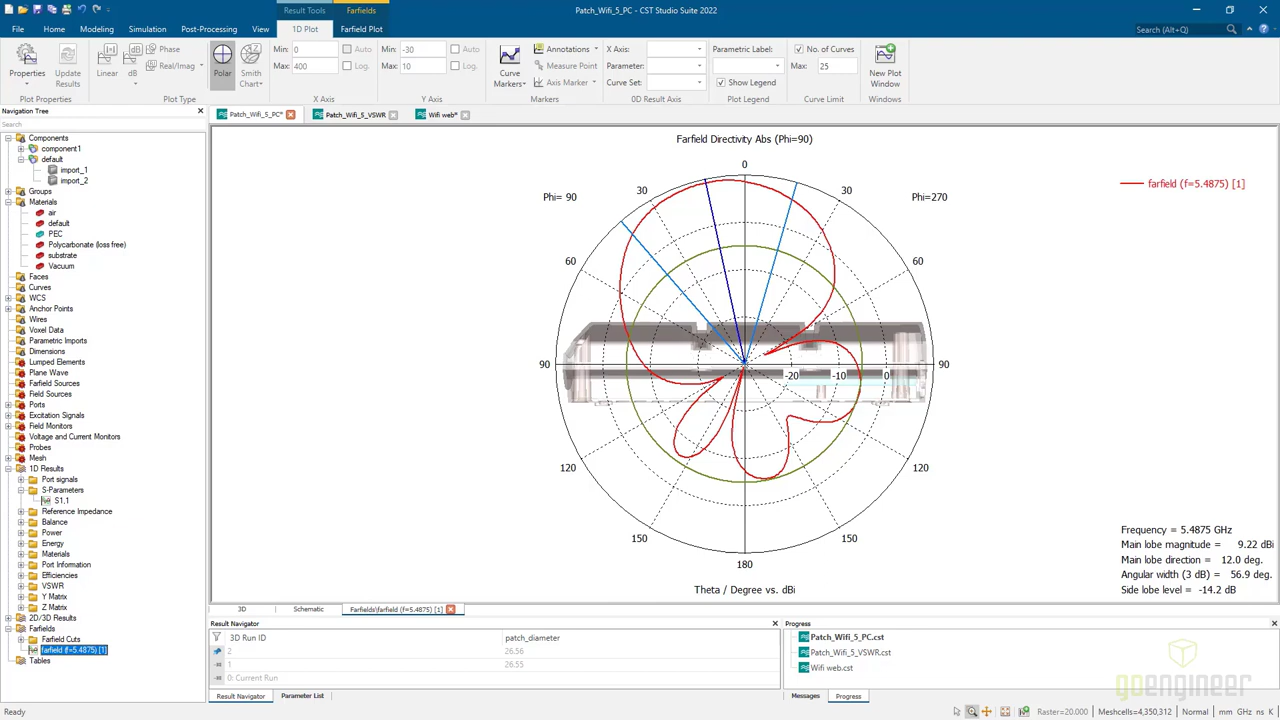 Result Tools
Farfields
Patch_Wifi_5_PC - CST Studio Suite 2022
File
Home
Modeling
Simulation
Post-Processing
View
1D Plot
Farfield Plot
Search (Alt+Q)
Properties
Update Results
Plot Properties
Linear
dB
Phase
Real/Imag
Polar
Smith Chart
Plot Type
Min: 0
Auto
Max: 400
Log.
X Axis
Min: -30
Auto
Max: 10
Log.
Y Axis
Curve Markers
Annotations
Measure Point
Axis Marker
Markers
X Axis:
Parameter:
Curve Set:
0D Result Axis
Parametric Label:
Show Legend
Plot Legend
No. of Curves
Max: 25
Curve Limit
New Plot Window
Windows
Navigation Tree
Search
Patch_Wifi_5_PC*
Patch_Wifi_5_VSWR
Wifi web*
Components
component1
default
import_1
import_2
Groups
Materials
air
default
PEC
Polycarbonate (loss free)
substrate
Vacuum
Faces
Curves
WCS
Anchor Points
Wires
Voxel Data
Parametric Imports
Dimensions
Lumped Elements
Plane Wave
Farfield Sources
Field Sources
Ports
Excitation Signals
Field Monitors
Voltage and Current Monitors
Probes
Mesh
1D Results
Port signals
S-Parameters
S1,1
Reference Impedance
Balance
Power
Energy
Materials
Port Information
Efficiencies
VSWR
Y Matrix
Z Matrix
2D/3D Results
Farfields
Farfield Cuts
farfield (f=5.4875) [1]
Tables
Farfield Directivity Abs (Phi=90)
0
30
30
Phi= 90
Phi=270
60
60
90
90
-20
-10
0
120
120
150
150
180
Theta / Degree vs. dBi
farfield (f=5.4875) [1]
Frequency = 5.4875 GHz
Main lobe magnitude = 9.22 dBi
Main lobe direction = 12.0 deg.
Angular width (3 dB) = 56.9 deg.
Side lobe level = -14.2 dB
3D
Schematic
Farfields\farfield (f=5.4875) [1]
Result Navigator
3D Run ID
patch_diameter
2
26.56
1
26.55
0: Current Run
Result Navigator
Parameter List
Progress
Patch_Wifi_5_PC.cst
Patch_Wifi_5_VSWR.cst
Wifi web.cst
Messages
Progress
goengineer
Ready
Raster=20.000
Meshcells=4,350,312
Normal
mm GHz ns K